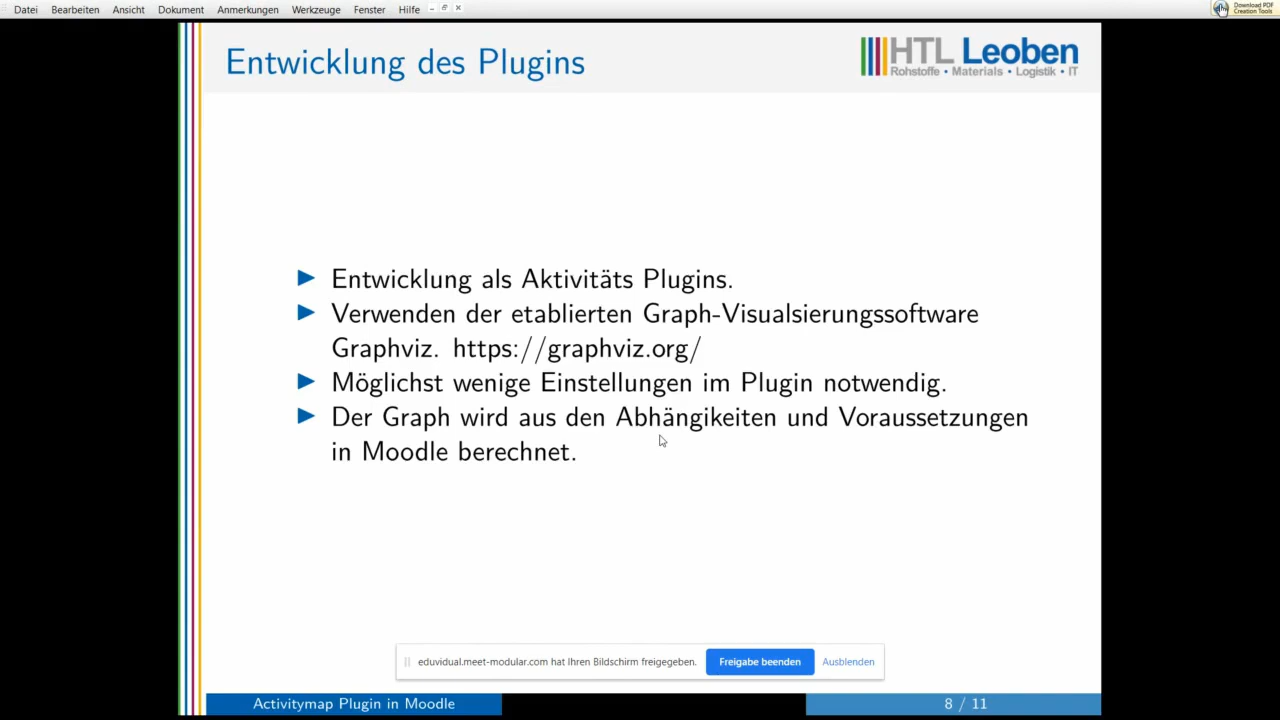 Datei Bearbeiten Ansicht Dokument Anmerkungen Werkzeuge Fenster Hilfe
Download PDF
Creation Tools
Entwicklung des Plugins
HTL Leoben
Rohstoffe • Materials • Logistik • IT
Entwicklung als Aktivitäts Plugins.
Verwenden der etablierten Graph-Visualsierungssoftware
Graphviz. https://graphviz.org/
Möglichst wenige Einstellungen im Plugin notwendig.
Der Graph wird aus den Abhängikeiten und Voraussetzungen
in Moodle berechnet.
eduvidual.meet-modular.com hat Ihren Bildschirm freigegeben. Freigabe beenden Ausblenden
Activitymap Plugin in Moodle 8 / 11